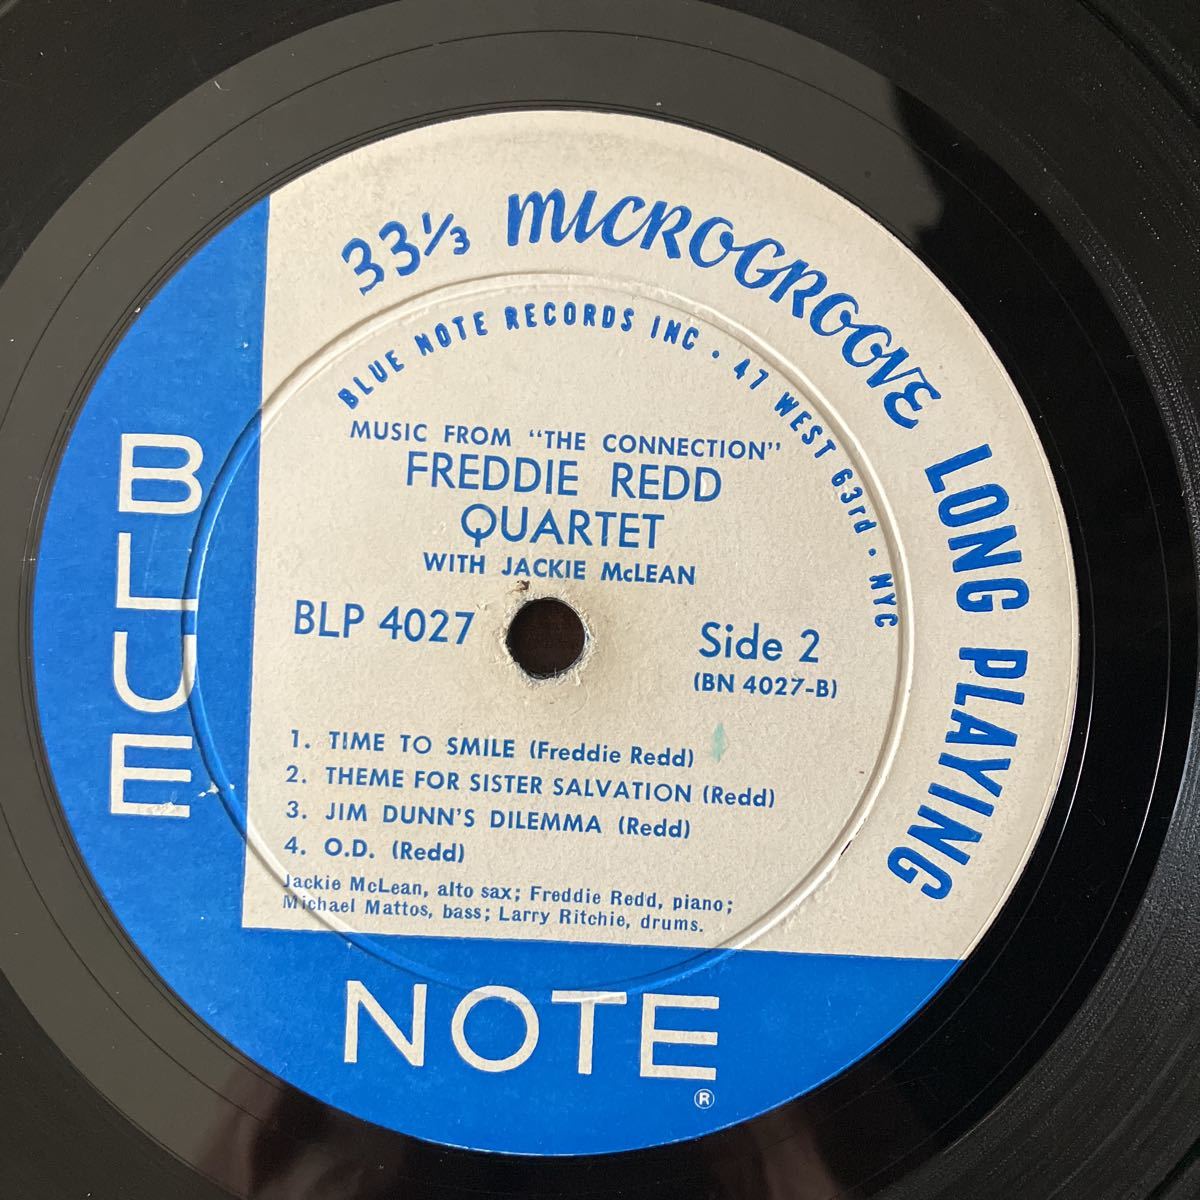 33⅓ MICROGROOVE LONG PLAYING
BLUE NOTE RECORDS INC · 47 WEST 63rd · NYC
MUSIC FROM "THE CONNECTION"
FREDDIE REDD
QUARTET
WITH JACKIE McLEAN
BLP 4027
Side 2
(BN 4027-B)
1. TIME TO SMILE (Freddie Redd)
2. THEME FOR SISTER SALVATION (Redd)
3. JIM DUNN'S DILEMMA (Redd)
4. O.D. (Redd)
Jackie McLean, alto sax; Freddie Redd, piano;
Michael Mattos, bass; Larry Ritchie, drums.
BLUE
NOTE
®